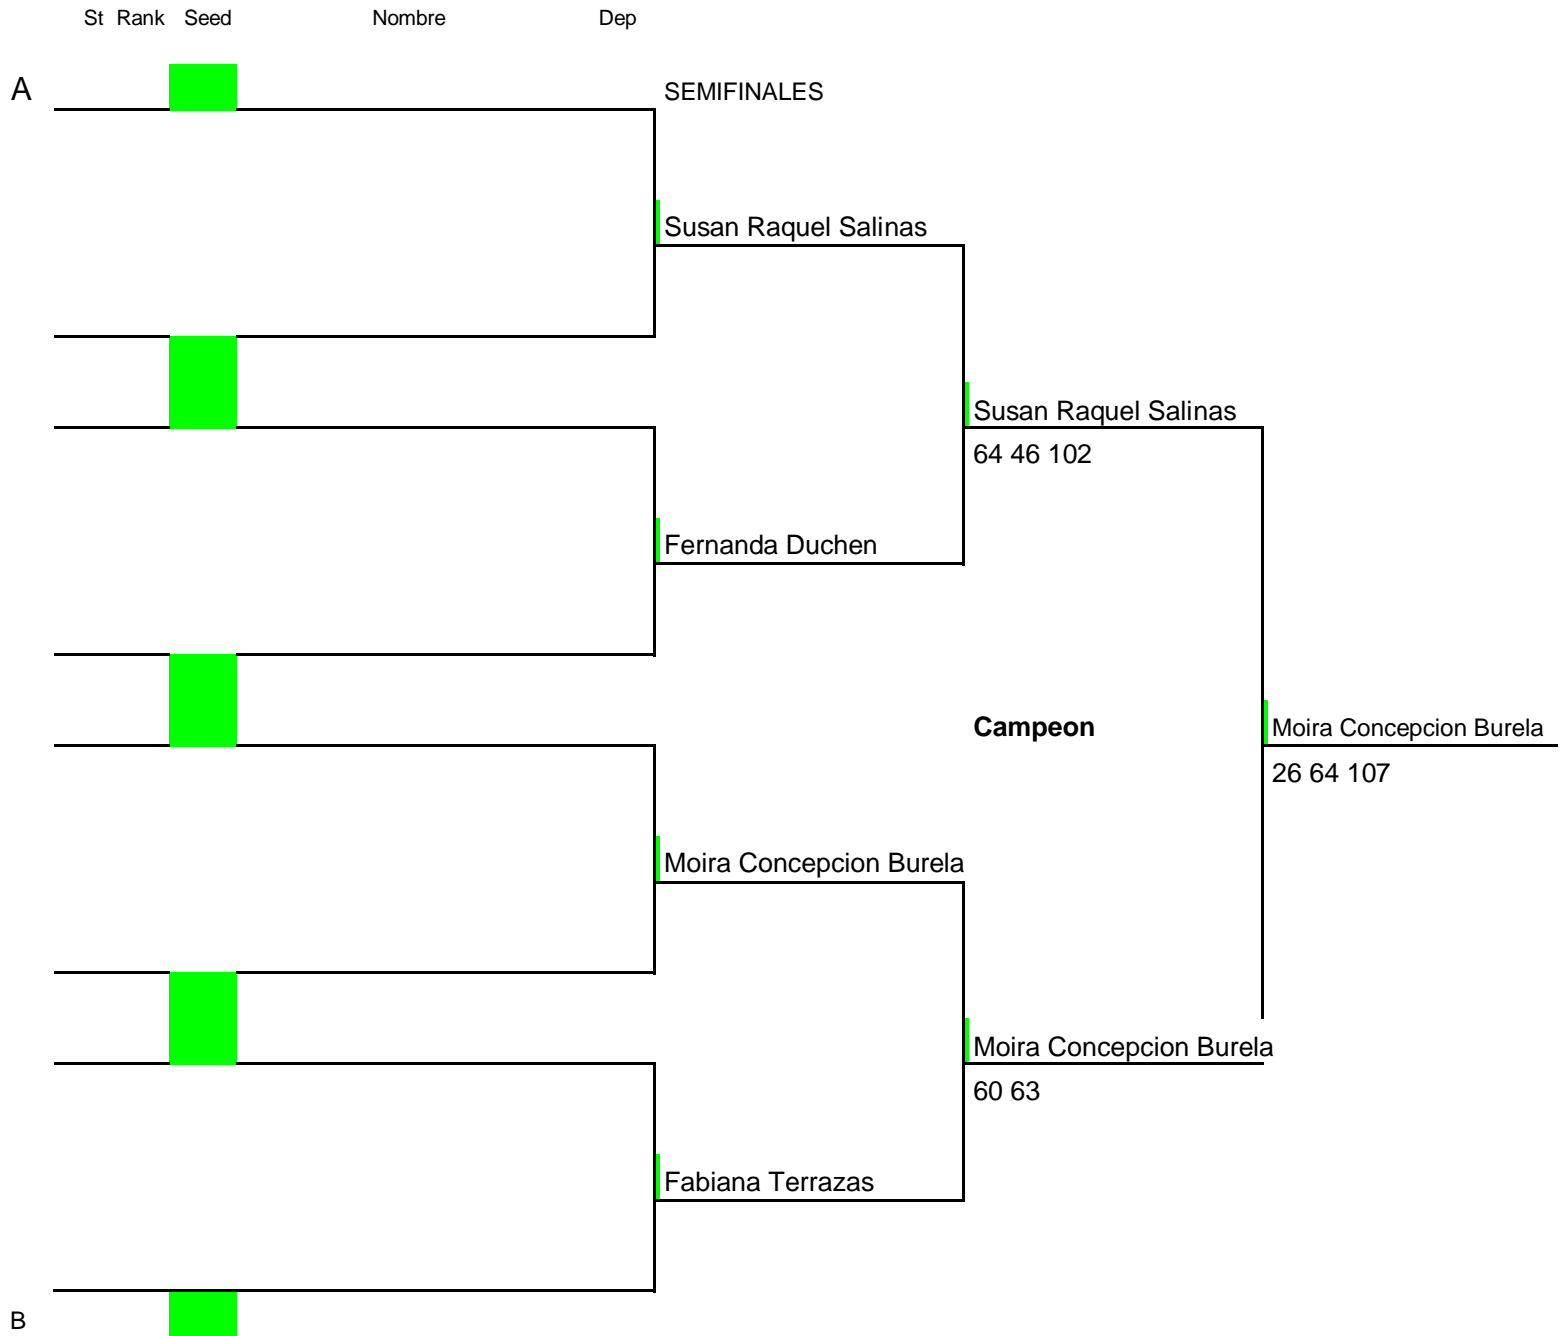 St Rank Seed Nombre Dep
A
SEMIFINALES
Susan Raquel Salinas
Susan Raquel Salinas
64 46 102
Fernanda Duchen
Campeon
Moira Concepcion Burela
26 64 107
Moira Concepcion Burela
Moira Concepcion Burela
60 63
Fabiana Terrazas
B